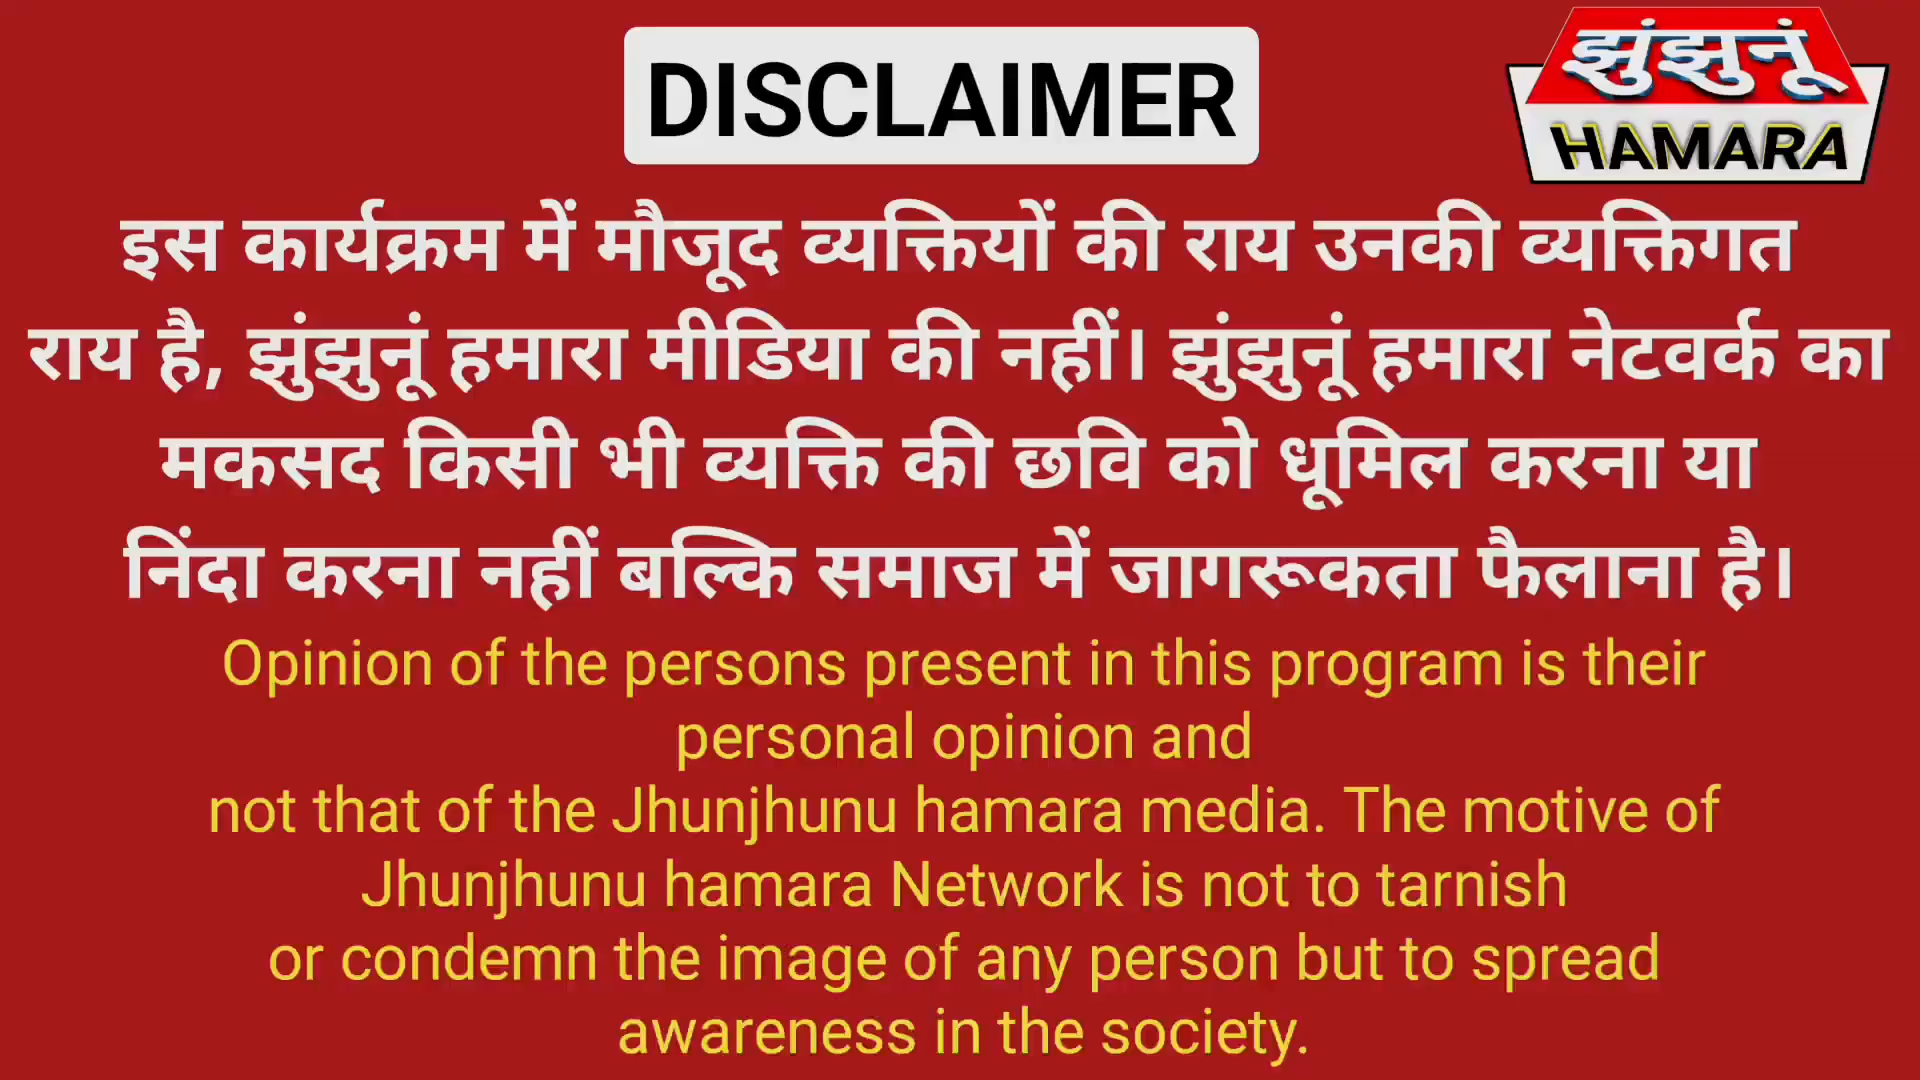 DISCLAIMER
झुंझुनूं
HAMARA
इस कार्यक्रम में मौजूद व्यक्तियों की राय उनकी व्यक्तिगत
राय है, झुंझुनूं हमारा मीडिया की नहीं। झुंझुनूं हमारा नेटवर्क का
मकसद किसी भी व्यक्ति की छवि को धूमिल करना या
निंदा करना नहीं बल्कि समाज में जागरूकता फैलाना है।
Opinion of the persons present in this program is their
personal opinion and
not that of the Jhunjhunu hamara media. The motive of
Jhunjhunu hamara Network is not to tarnish
or condemn the image of any person but to spread
awareness in the society.